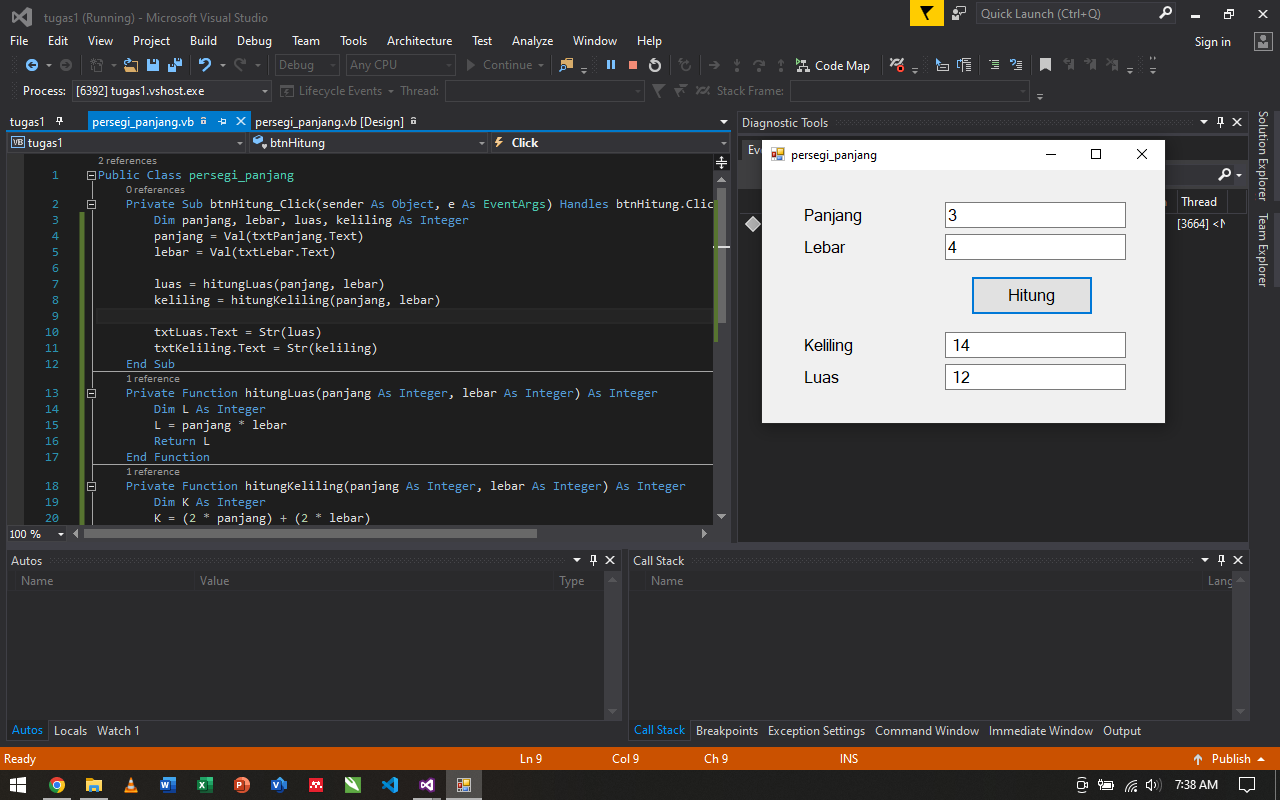 tugas1 (Running) - Microsoft Visual Studio
Quick Launch (Ctrl+Q)
File Edit View Project Build Debug Team Tools Architecture Test Analyze Window Help
Sign in
Debug Any CPU Continue Code Map
Process: [6392] tugas1.vshost.exe Lifecycle Events Thread: Stack Frame:
tugas1 persegi_panjang.vb persegi_panjang.vb [Design]
VB tugas1 btnHitung Click
2 references
1 Public Class persegi_panjang
0 references
2 Private Sub btnHitung_Click(sender As Object, e As EventArgs) Handles btnHitung.Clic
3 Dim panjang, lebar, luas, keliling As Integer
4 panjang = Val(txtPanjang.Text)
5 lebar = Val(txtLebar.Text)
6
7 luas = hitungLuas(panjang, lebar)
8 keliling = hitungKeliling(panjang, lebar)
9
10 txtLuas.Text = Str(luas)
11 txtKeliling.Text = Str(keliling)
12 End Sub
1 reference
13 Private Function hitungLuas(panjang As Integer, lebar As Integer) As Integer
14 Dim L As Integer
15 L = panjang * lebar
16 Return L
17 End Function
1 reference
18 Private Function hitungKeliling(panjang As Integer, lebar As Integer) As Integer
19 Dim K As Integer
20 K = (2 * panjang) + (2 * lebar)
100 %
Diagnostic Tools
Ev
Thread
[3664] <N
persegi_panjang
Panjang 3
Lebar 4
Hitung
Keliling 14
Luas 12
Solution Explorer
Team Explorer
Autos
Name Value Type
Autos Locals Watch 1
Call Stack
Name Lang
Call Stack Breakpoints Exception Settings Command Window Immediate Window Output
Ready Ln 9 Col 9 Ch 9 INS Publish
7:38 AM